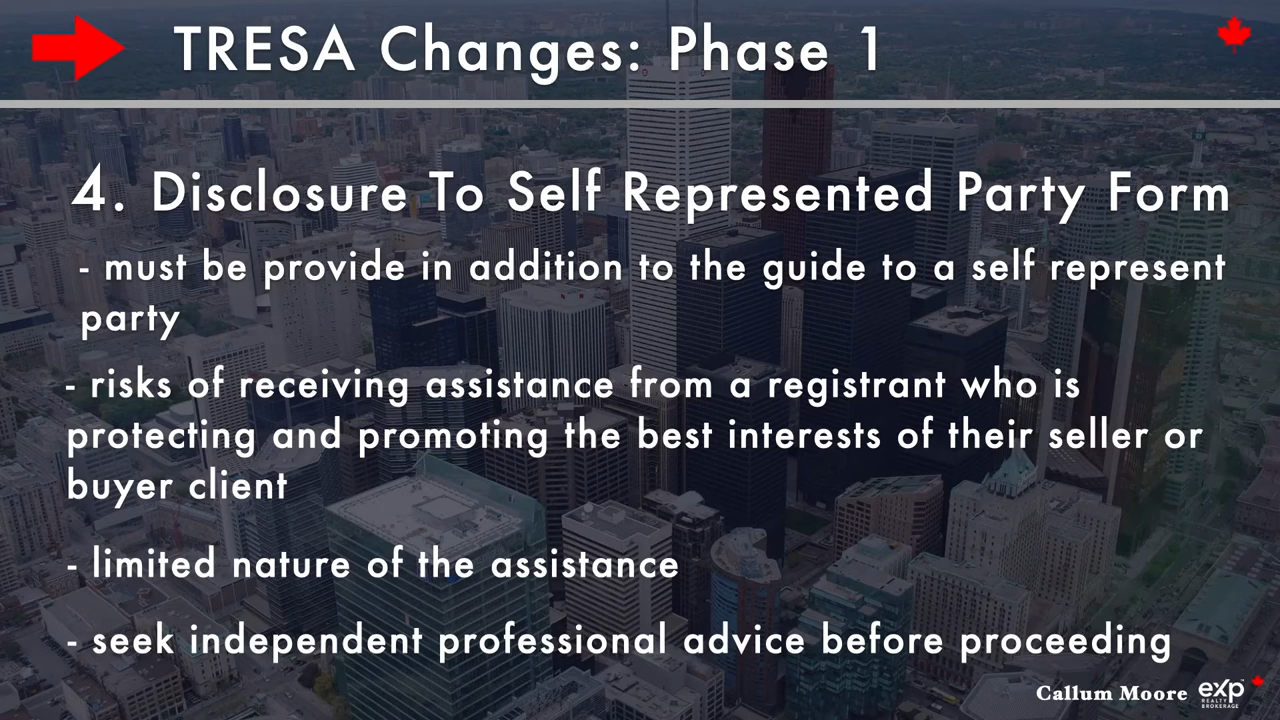 TRESA Changes: Phase 1
4. Disclosure To Self Represented Party Form
- must be provide in addition to the guide to a self represent
party
- risks of receiving assistance from a registrant who is
protecting and promoting the best interests of their seller or
buyer client
- limited nature of the assistance
- seek independent professional advice before proceeding
Callum Moore eXp
REALTY
BROKERAGE